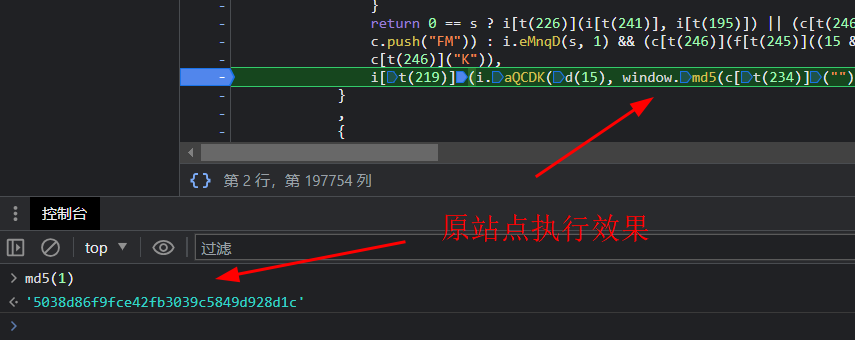 }
return 0 == s ? i[t(226)](i[t(241)], i[t(195)]) || (c[t(246)
c.push("FM")) : i.eMnqD(s, 1) && (c[t(246)](f[t(245)]((15 &
c[t(246)]("K")),
i[t(219)](i.aQCDK(d(15), window.md5(c[t(234)]("")
}
,
{
{} 第 2 行，第 197754 列
控制台
top
过滤
原站点执行效果
md5(1)
'5038d86f9fce42fb3039c5849d928d1c'